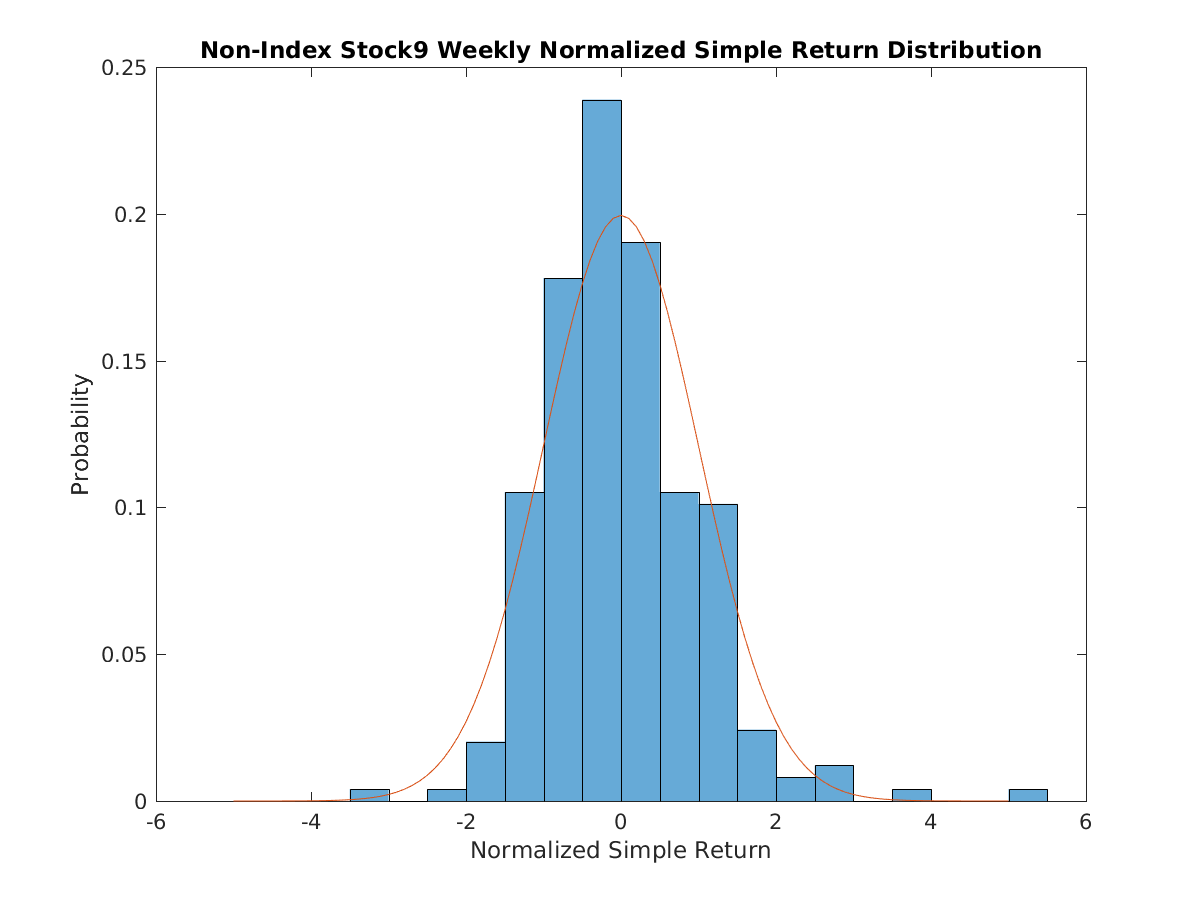 Non-Index Stock9 Weekly Normalized Simple Return Distribution
0.25
0.2
0.15
0.1
0.05
0
Probability
-6 -4 -2 0 2 4 6
Normalized Simple Return